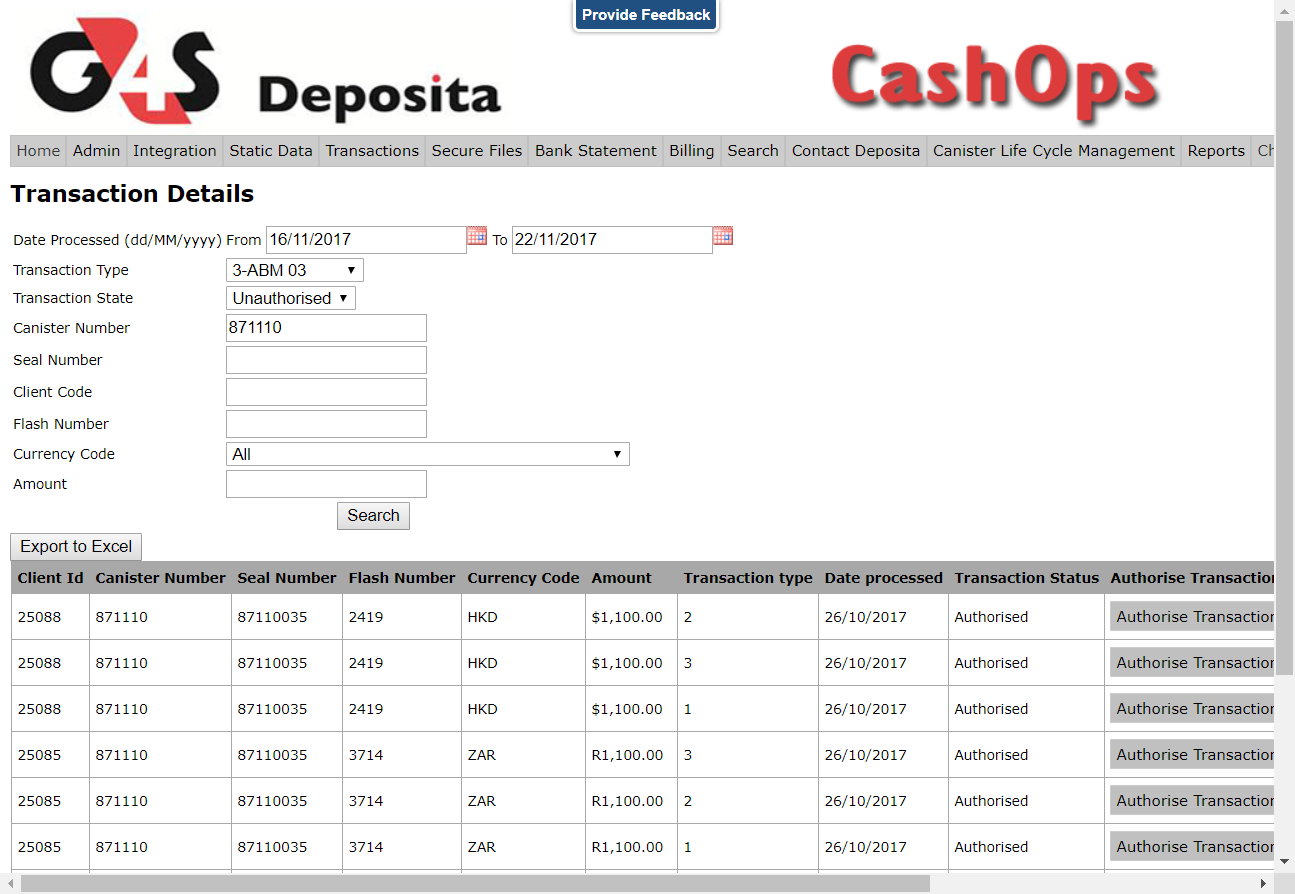 Provide Feedback
G4S Deposita CashOps
Home Admin Integration Static Data Transactions Secure Files Bank Statement Billing Search Contact Deposita Canister Life Cycle Management Reports Ch
Transaction Details
Date Processed (dd/MM/yyyy) From 16/11/2017 To 22/11/2017
Transaction Type 3-ABM 03
Transaction State Unauthorised
Canister Number 871110
Seal Number
Client Code
Flash Number
Currency Code All
Amount
Search
Export to Excel
Client Id Canister Number Seal Number Flash Number Currency Code Amount Transaction type Date processed Transaction Status Authorise Transaction
25088 871110 87110035 2419 HKD $1,100.00 2 26/10/2017 Authorised Authorise Transaction
25088 871110 87110035 2419 HKD $1,100.00 3 26/10/2017 Authorised Authorise Transaction
25088 871110 87110035 2419 HKD $1,100.00 1 26/10/2017 Authorised Authorise Transaction
25085 871110 87110035 3714 ZAR R1,100.00 3 26/10/2017 Authorised Authorise Transaction
25085 871110 87110035 3714 ZAR R1,100.00 2 26/10/2017 Authorised Authorise Transaction
25085 871110 87110035 3714 ZAR R1,100.00 1 26/10/2017 Authorised Authorise Transaction